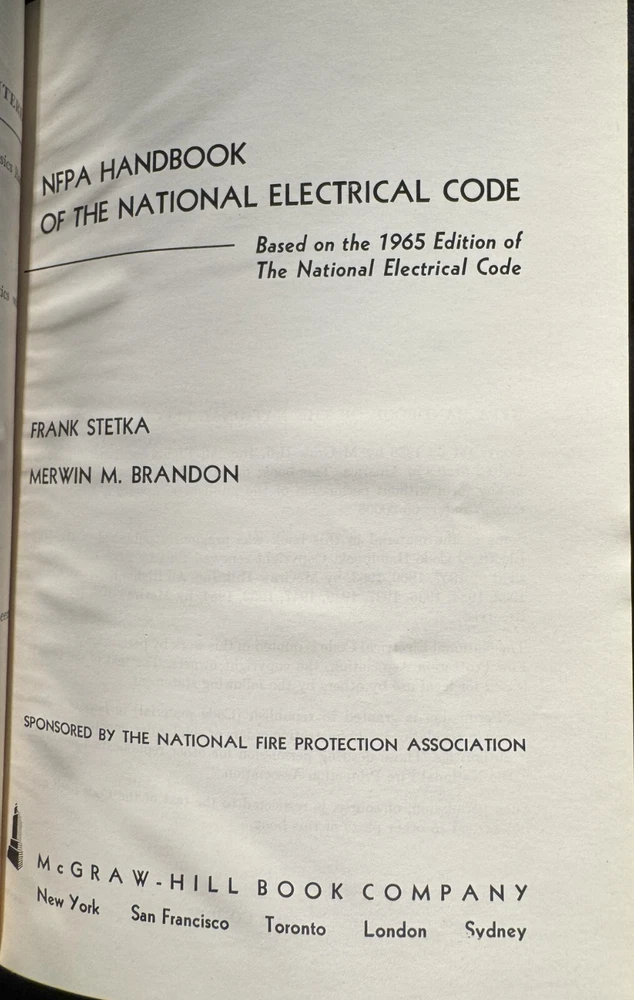 NFPA HANDBOOK
OF THE NATIONAL ELECTRICAL CODE
Based on the 1965 Edition of
The National Electrical Code
FRANK STETKA
MERWIN M. BRANDON
SPONSORED BY THE NATIONAL FIRE PROTECTION ASSOCIATION
McGRAW-HILL BOOK COMPANY
New York San Francisco Toronto London Sydney